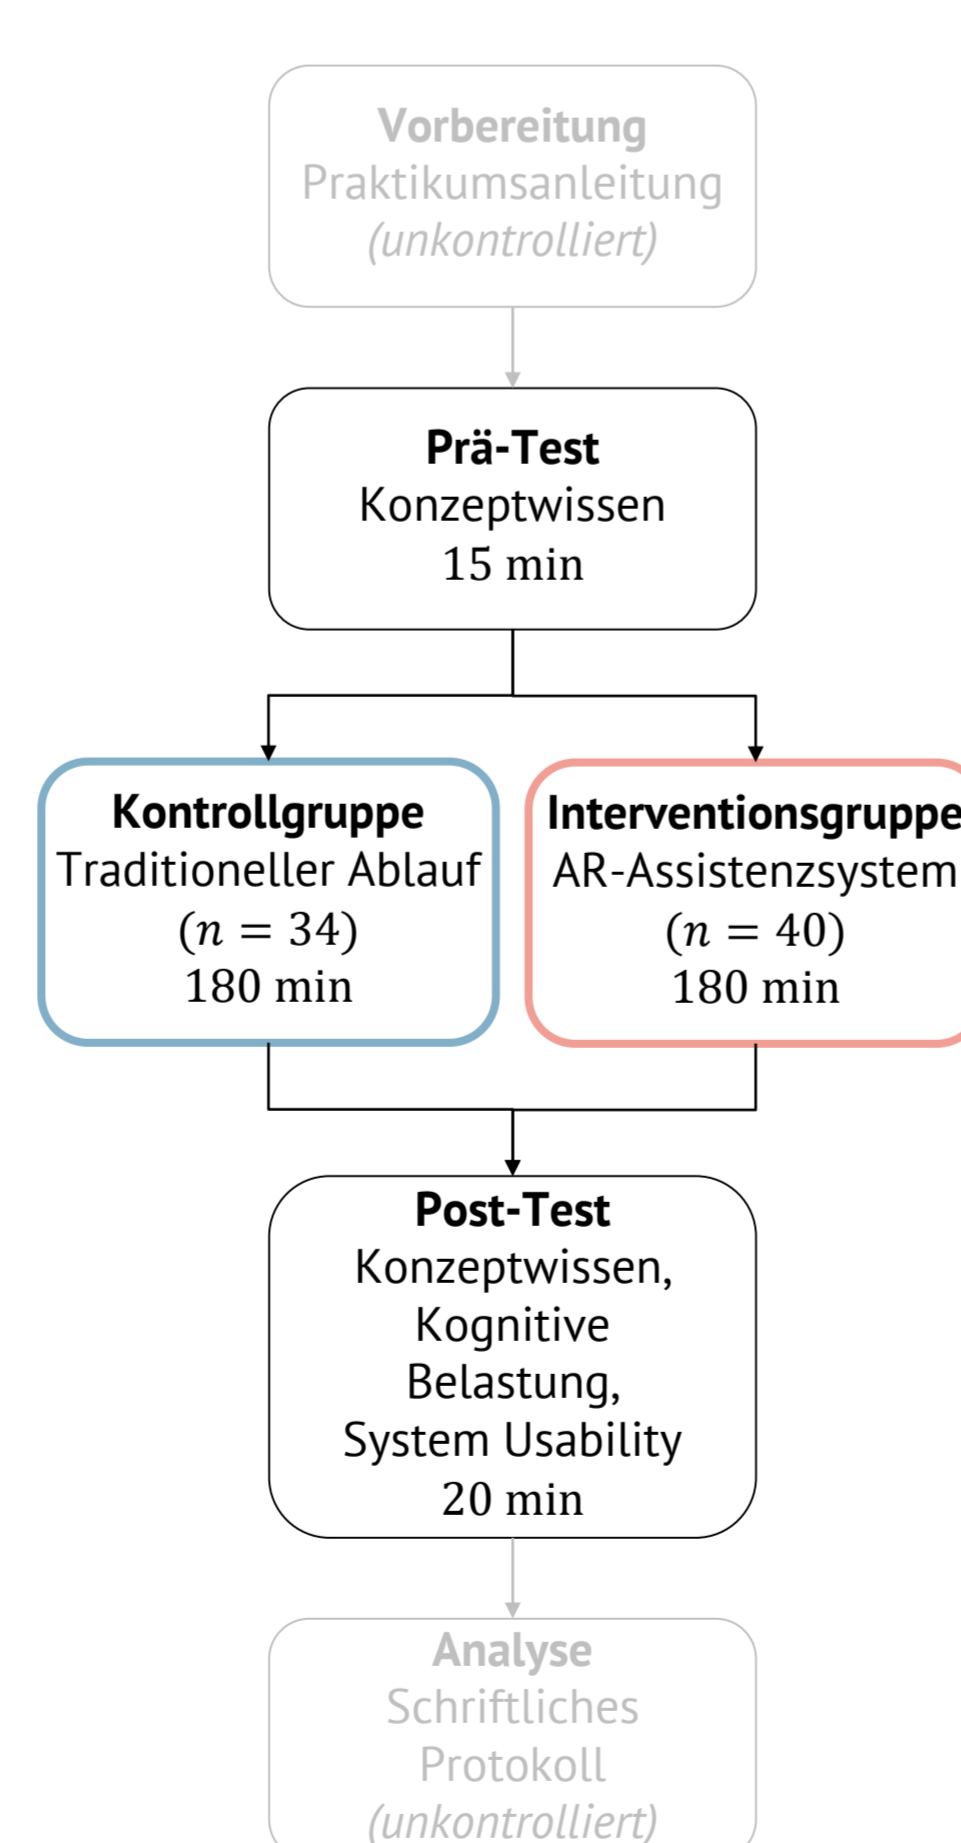 Vorbereitung
Praktikumsanleitung
(unkontrolliert)
Prä-Test
Konzeptwissen
15 min
Kontrollgruppe
Traditioneller Ablauf
(n = 34)
180 min
Interventionsgruppe
AR-Assistenzsystem
(n = 40)
180 min
Post-Test
Konzeptwissen,
Kognitive
Belastung,
System Usability
20 min
Analyse
Schriftliches
Protokoll
(unkontrolliert)